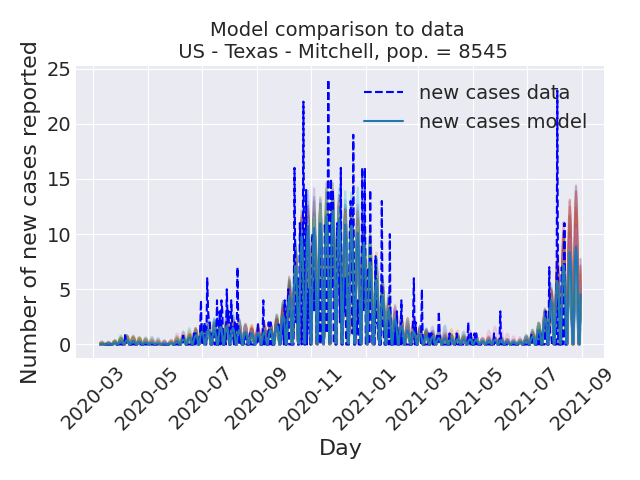 Model comparison to data
US - Texas - Mitchell, pop. = 8545
Number of new cases reported
25
20
15
10
5
0
new cases data
new cases model
2020-03
2020-05
2020-07
2020-09
2020-11
2021-01
2021-03
2021-05
2021-07
2021-09
Day